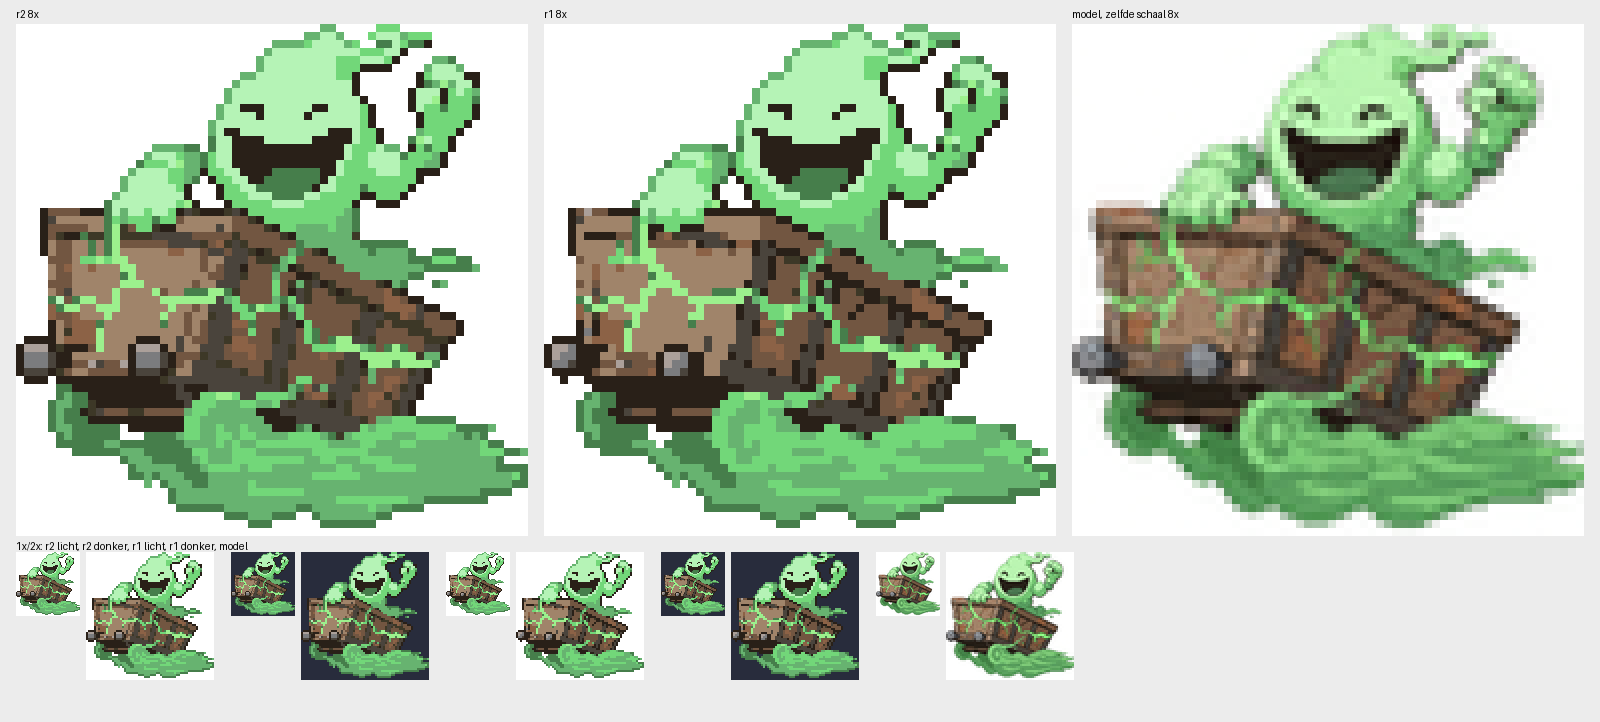 r2 8x
r1 8x
model, zelfde schaal 8x
1x/2x: r2 licht, r2 donker, r1 licht, r1 donker, model